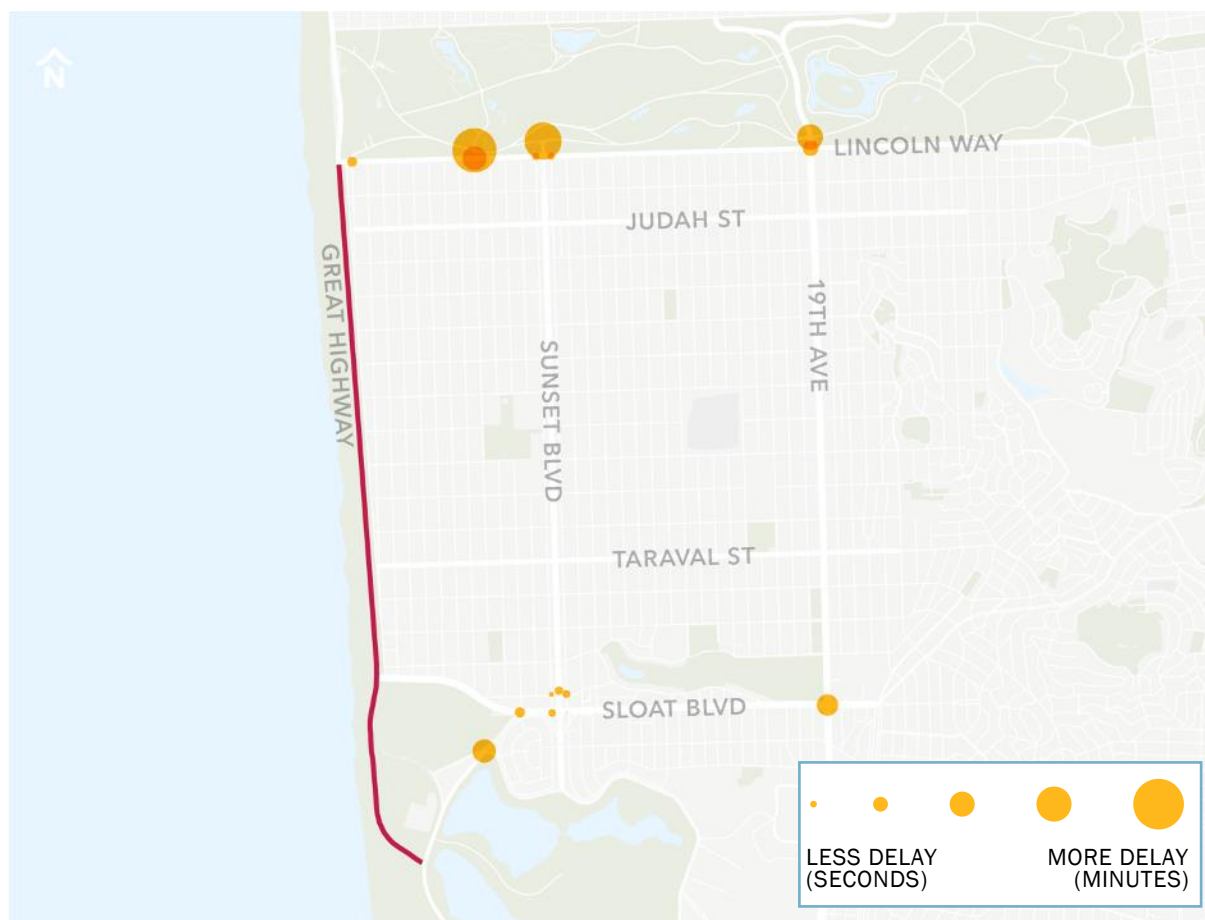 N
LINCOLN WAY
JUDAH ST
GREAT HIGHWAY
19TH AVE
SUNSET BLVD
TARAVAL ST
SLOAT BLVD
LESS DELAY
(SECONDS)
MORE DELAY
(MINUTES)